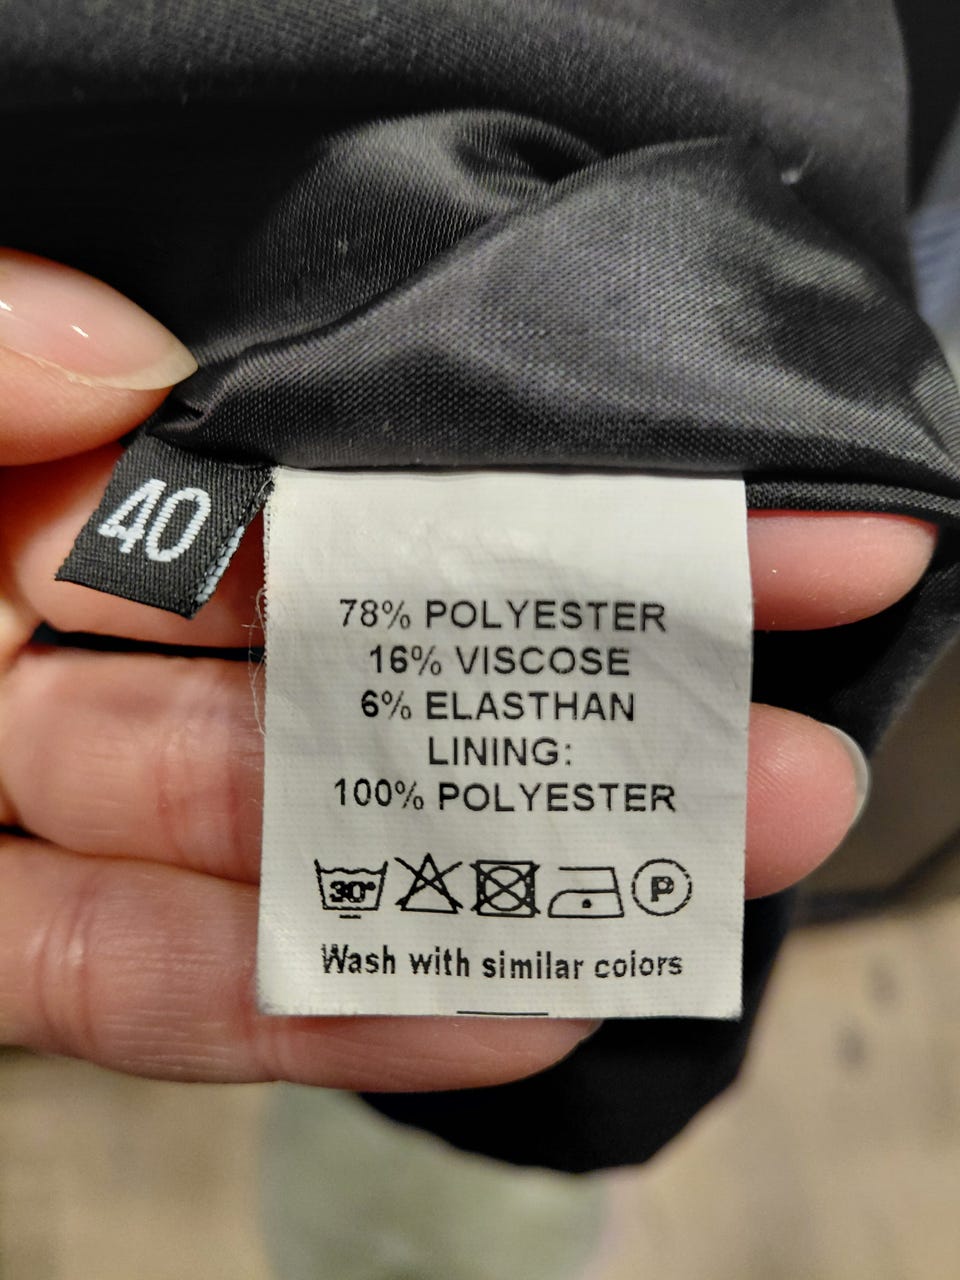 40
78% POLYESTER
16% VISCOSE
6% ELASTHAN
LINING:
100% POLYESTER
30° P
Wash with similar colors